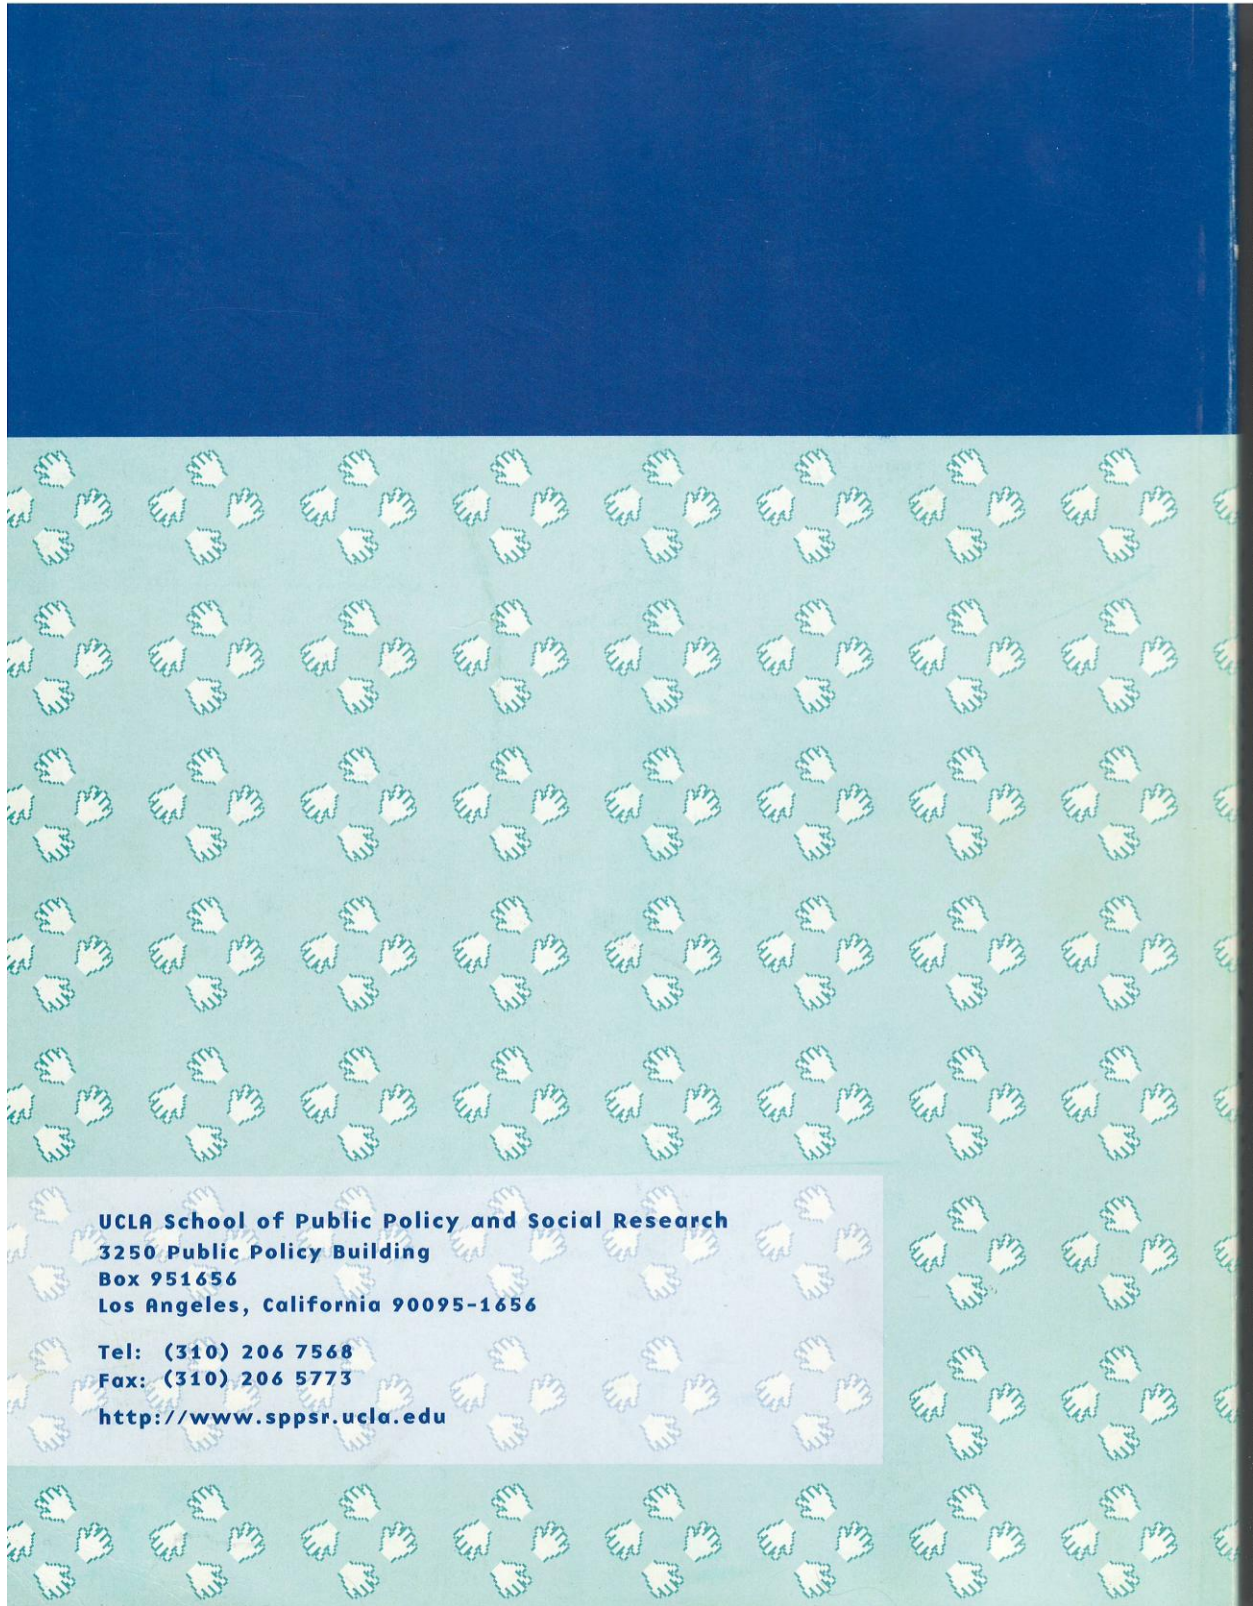 UCLA School of Public Policy and Social Research
3250 Public Policy Building
Box 951656
Los Angeles, California 90095-1656
Tel: (310) 206 7568
Fax: (310) 206 5773
http://www.sppsr.ucla.edu